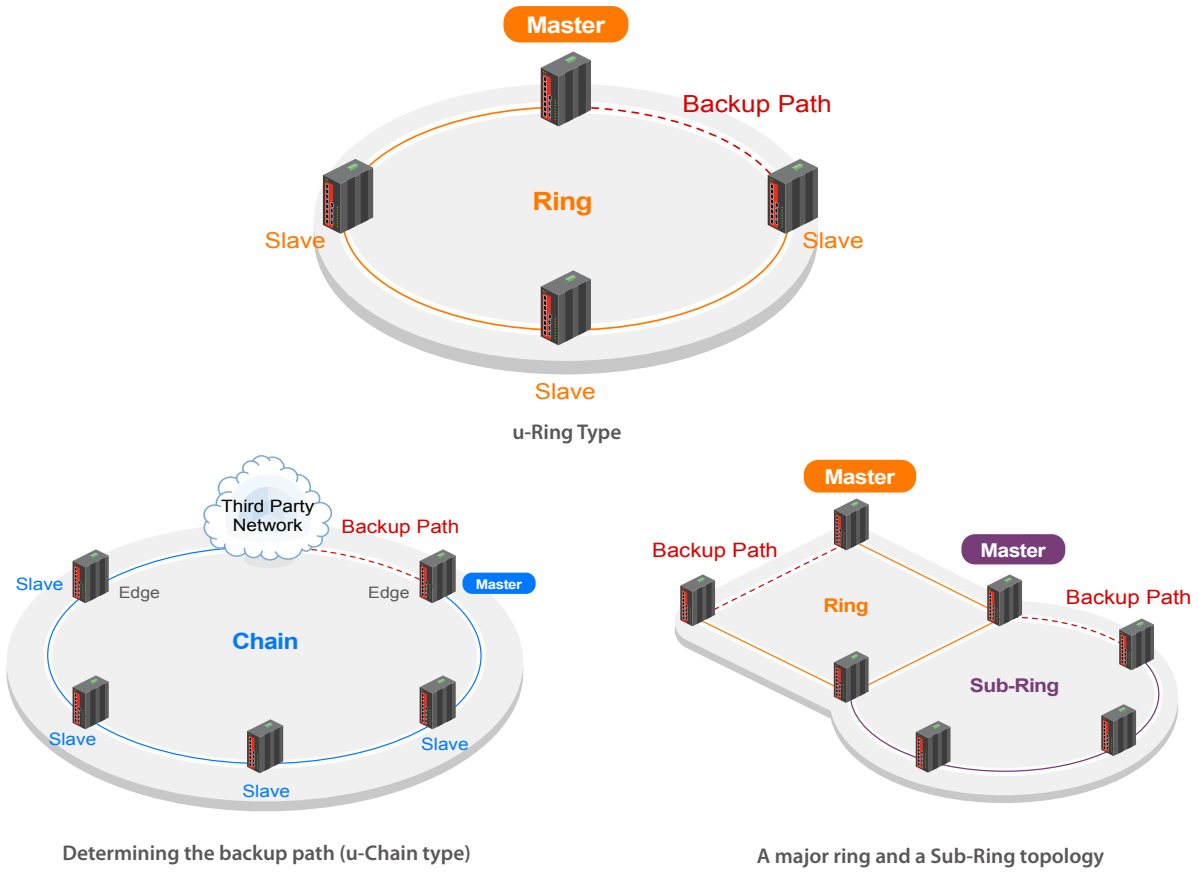 Master
Backup Path
Ring
Slave
Slave
Slave
u-Ring Type
Third Party
Network
Backup Path
Slave
Edge
Edge
Master
Chain
Slave
Slave
Slave
Determining the backup path (u-Chain type)
Master
Backup Path
Master
Backup Path
Ring
Sub-Ring
A major ring and a Sub-Ring topology